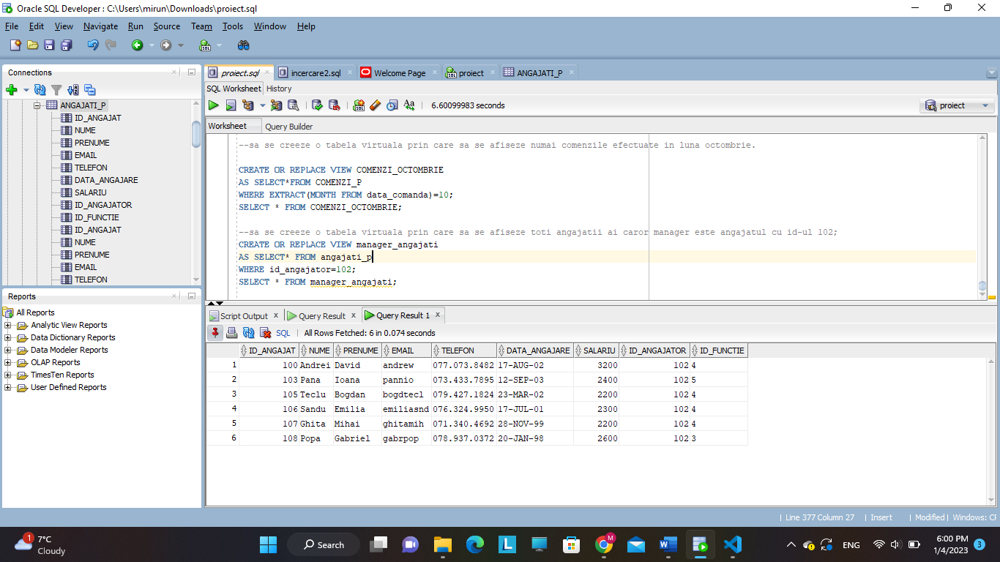 Oracle SQL Developer : C:\Users\mirun\Downloads\proiect.sql
File Edit View Navigate Run Source Team Tools Window Help
Connections
ANGAJATI_P
ID_ANGAJAT
NUME
PRENUME
EMAIL
TELEFON
DATA_ANGAJARE
SALARIU
ID_ANGAJATOR
ID_FUNCTIE
ID_ANGAJAT
NUME
PRENUME
EMAIL
TELEFON
Reports
All Reports
Analytic View Reports
Data Dictionary Reports
Data Modeler Reports
OLAP Reports
TimesTen Reports
User Defined Reports
proiect.sql incercare2.sql Welcome Page proiect ANGAJATI_P
SQL Worksheet History
6.60099983 seconds
proiect
Worksheet Query Builder
--sa se creeze o tabela virtuala prin care sa se afiseze numai comenzile efectuate in luna octombrie.
CREATE OR REPLACE VIEW COMENZI_OCTOMBRIE
AS SELECT*FROM COMENZI_P
WHERE EXTRACT(MONTH FROM data_comanda)=10;
SELECT * FROM COMENZI_OCTOMBRIE;
--sa se creeze o tabela virtuala prin care sa se afiseze toti angajatii ai caror manager este angajatul cu id-ul 102;
CREATE OR REPLACE VIEW manager_angajati
AS SELECT* FROM angajati_p
WHERE id_angajator=102;
SELECT * FROM manager_angajati;
Script Output Query Result Query Result 1
SQL All Rows Fetched: 6 in 0.074 seconds
ID_ANGAJAT NUME PRENUME EMAIL TELEFON DATA_ANGAJARE SALARIU ID_ANGAJATOR ID_FUNCTIE
1 100 Andrei David andrew 077.073.8482 17-AUG-02 3200 102 4
2 103 Pana Ioana pannio 073.433.7895 12-SEP-03 2400 102 5
3 105 Teclu Bogdan bogdtecl 079.427.1824 23-MAR-02 2200 102 4
4 106 Sandu Emilia emiliasnd 076.324.9950 17-JUL-01 2300 102 4
5 107 Ghita Mihai ghitamih 071.340.4692 28-NOV-99 2200 102 4
6 108 Popa Gabriel gabrpop 078.937.0372 20-JAN-98 2600 102 3
Line 377 Column 27 Insert Modified Windows: CF
1
7°C
Cloudy
Search
L
M
W
ENG
6:00 PM
1/4/2023
3